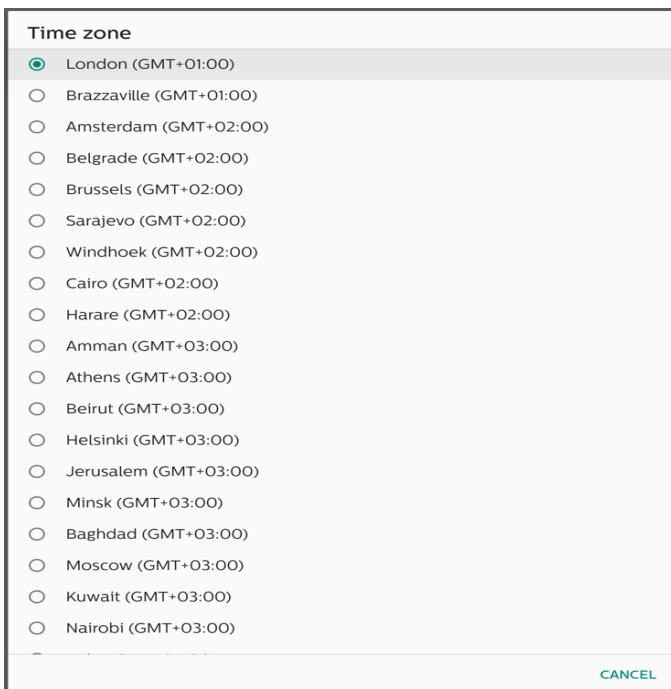 Time zone
London (GMT+01:00)
Brazzaville (GMT+01:00)
Amsterdam (GMT+02:00)
Belgrade (GMT+02:00)
Brussels (GMT+02:00)
Sarajevo (GMT+02:00)
Windhoek (GMT+02:00)
Cairo (GMT+02:00)
Harare (GMT+02:00)
Amman (GMT+03:00)
Athens (GMT+03:00)
Beirut (GMT+03:00)
Helsinki (GMT+03:00)
Jerusalem (GMT+03:00)
Minsk (GMT+03:00)
Baghdad (GMT+03:00)
Moscow (GMT+03:00)
Kuwait (GMT+03:00)
Nairobi (GMT+03:00)
CANCEL